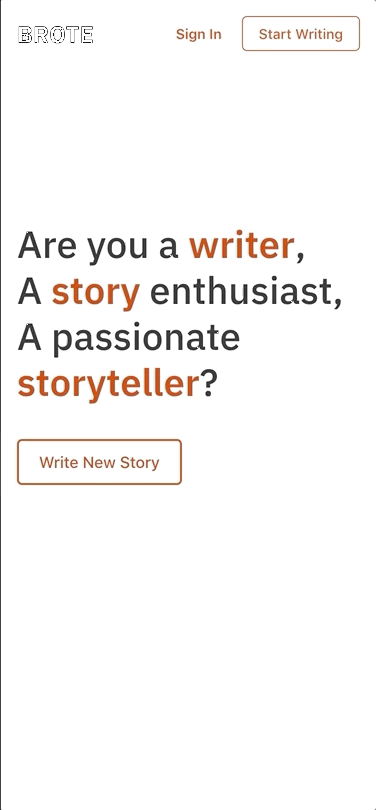 BROTE
Sign In
Start Writing
Are you a writer,
A story enthusiast,
A passionate
storyteller?
Write New Story